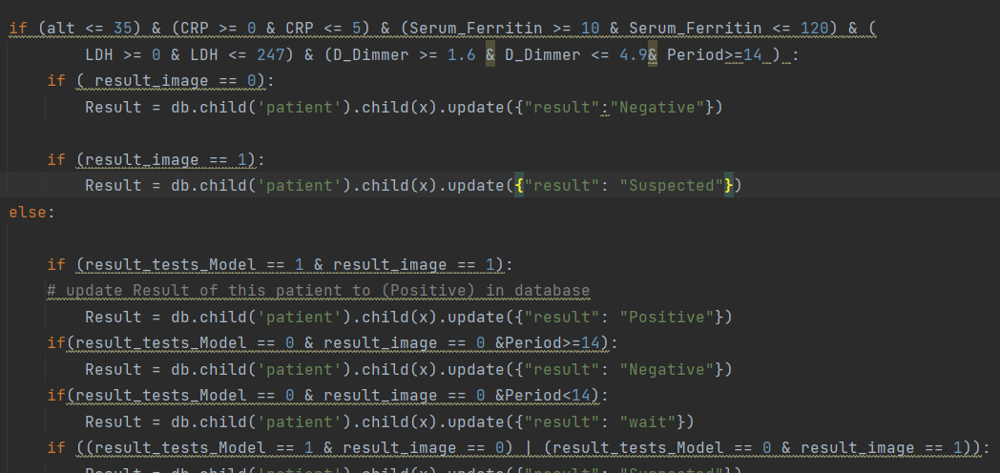 if (alt <= 35) & (CRP >= 0 & CRP <= 5) & (Serum_Ferritin >= 10 & Serum_Ferritin <= 120) & (
LDH >= 0 & LDH <= 247) & (D_Dimmer >= 1.6 & D_Dimmer <= 4.9& Period>=14 ) :
if ( result_image == 0):
Result = db.child('patient').child(x).update({"result":"Negative"})
if (result_image == 1):
Result = db.child('patient').child(x).update({"result": "Suspected"})
else:
if (result_tests_Model == 1 & result_image == 1):
# update Result of this patient to (Positive) in database
Result = db.child('patient').child(x).update({"result": "Positive"})
if(result_tests_Model == 0 & result_image == 0 &Period>=14):
Result = db.child('patient').child(x).update({"result": "Negative"})
if(result_tests_Model == 0 & result_image == 0 &Period<14):
Result = db.child('patient').child(x).update({"result": "wait"})
if ((result_tests_Model == 1 & result_image == 0) | (result_tests_Model == 0 & result_image == 1)):
Result = db.child('patient').child(x).update({"result": "Suspected"})